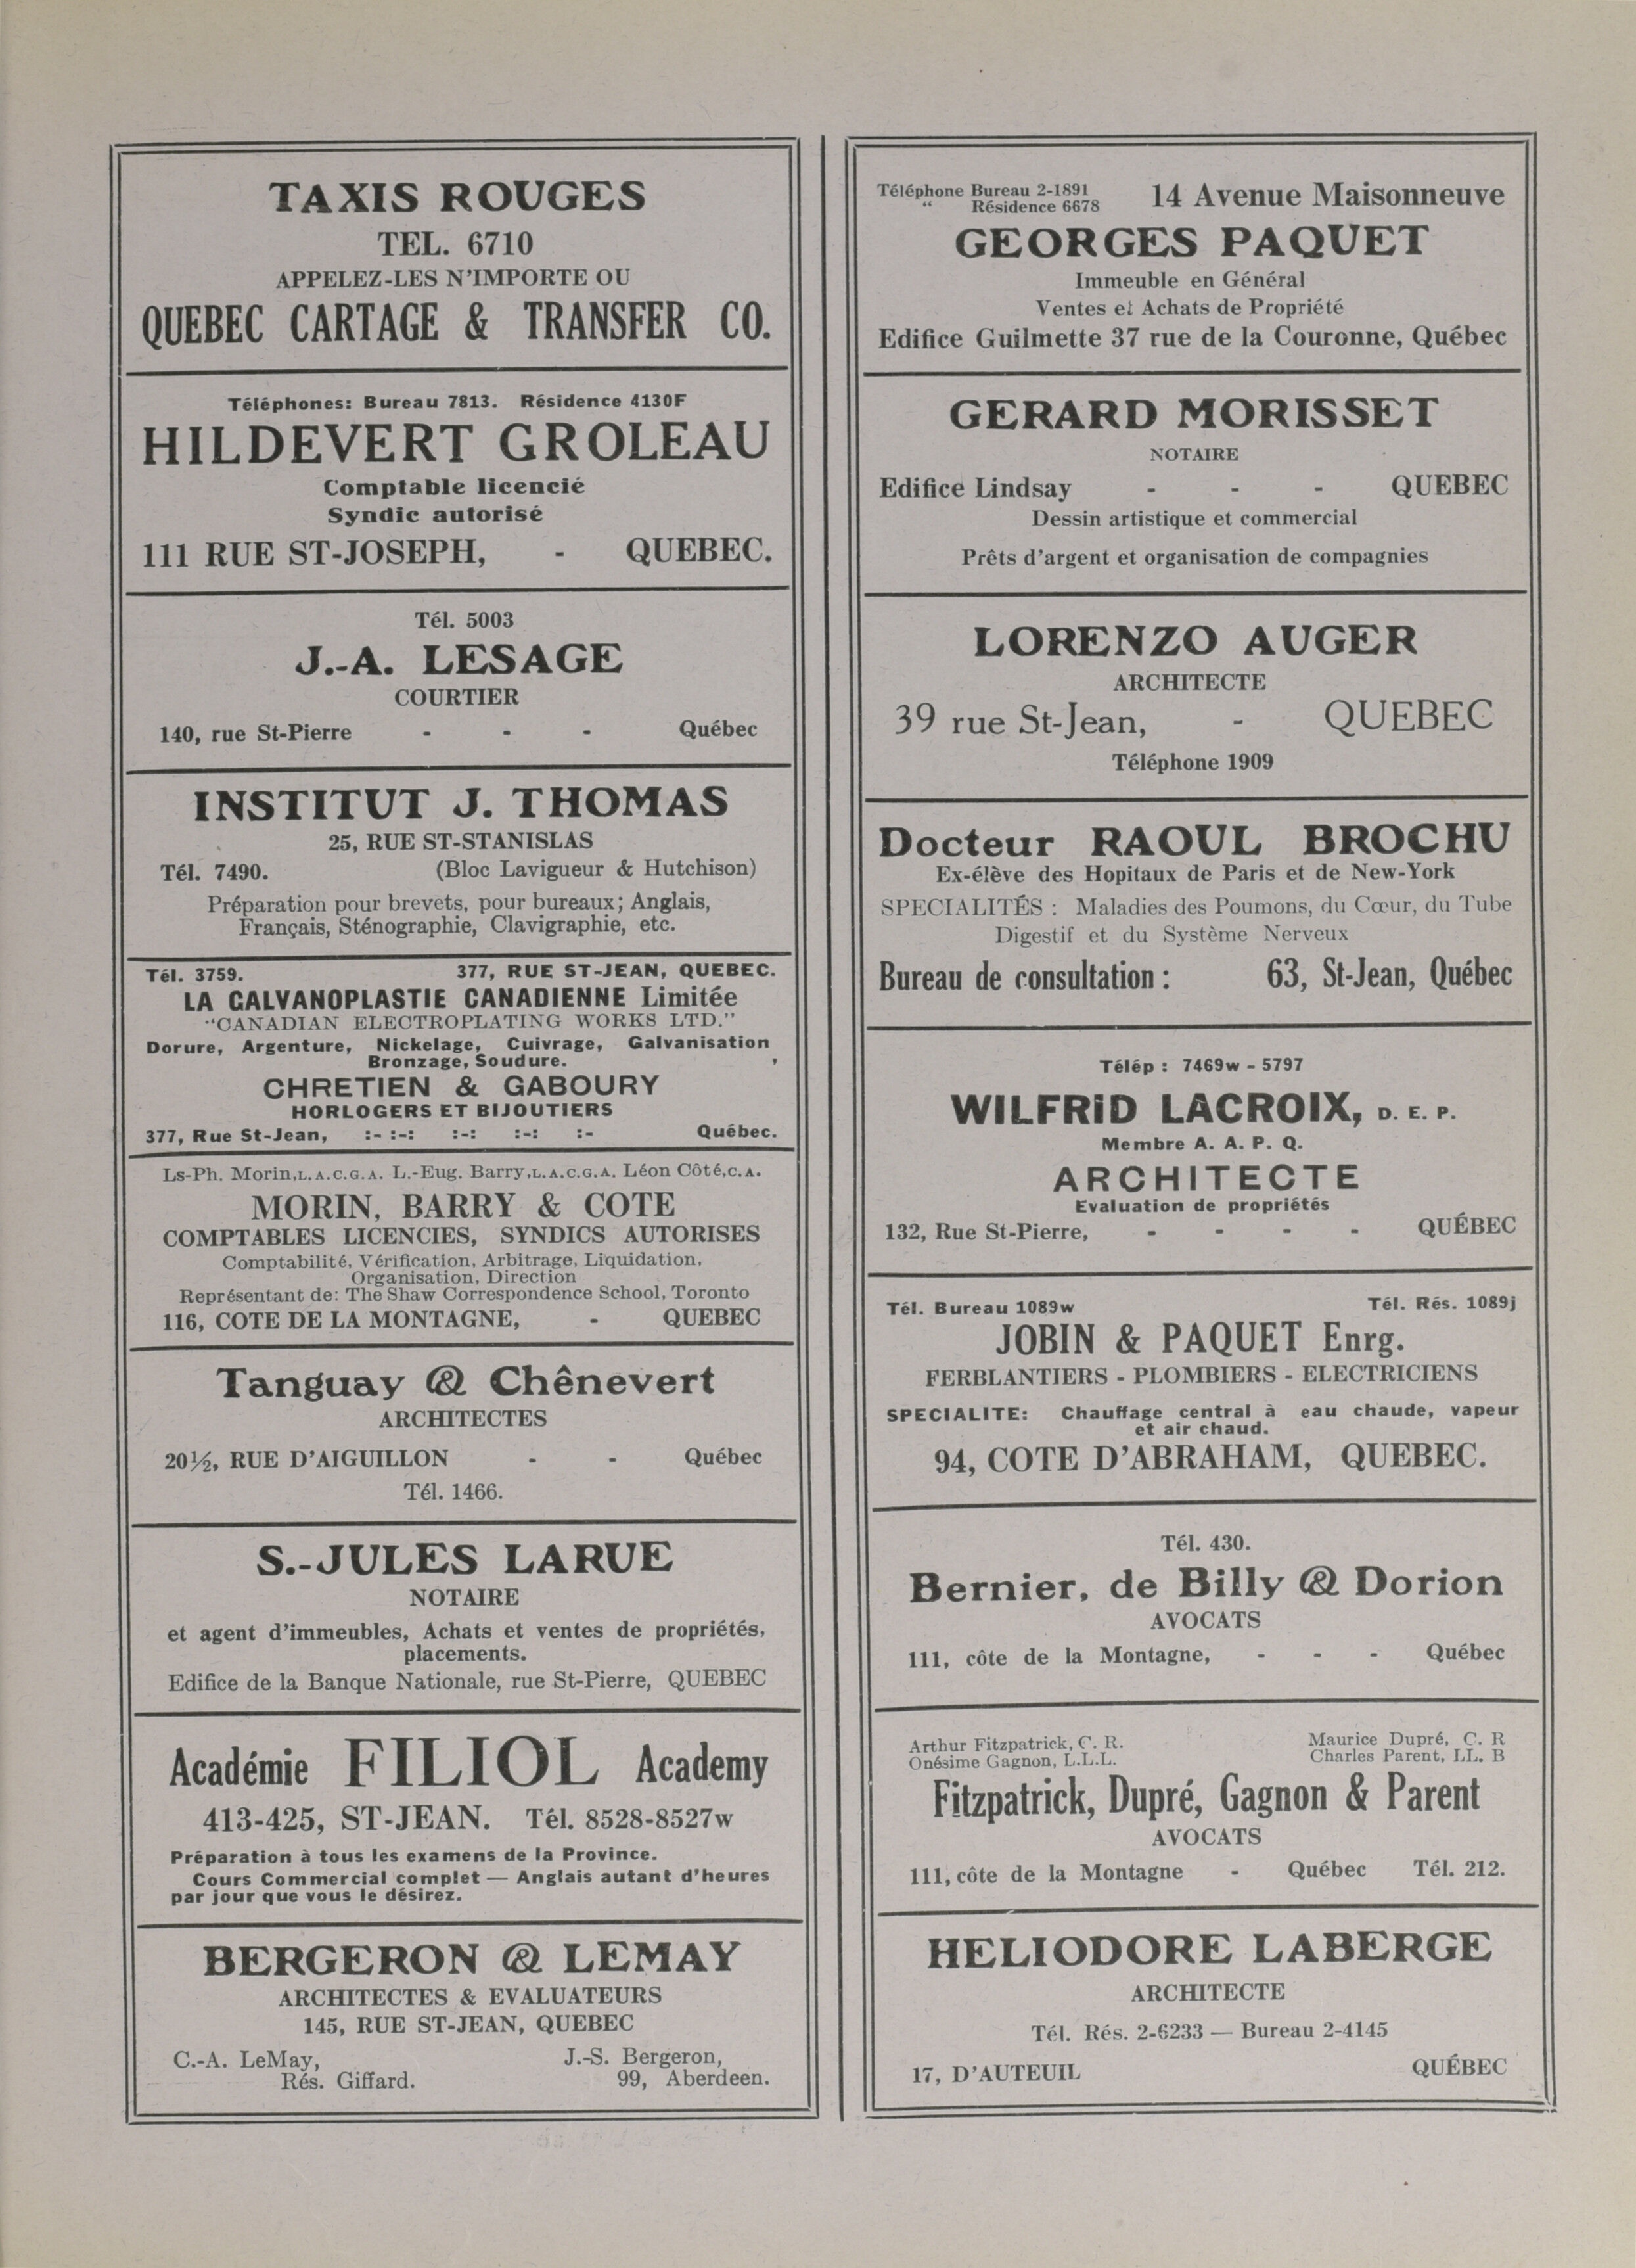 TAXIS ROUGES
TEL. 6710
APPELEZ-LES N'IMPORTE OU
QUEBEC CARTAGE & TRANSFER CO.
Téléphones: Bureau 7813. Résidence 4130F
HILDEVERT GROLEAU
Comptable licencié
Syndic autorisé
111 RUE ST-JOSEPH, - QUEBEC.
Tél. 5003
J.-A. LESAGE
COURTIER
140, rue St-Pierre - - - Québec
INSTITUT J. THOMAS
25, RUE ST-STANISLAS
Tél. 7490. (Bloc Lavigueur & Hutchison)
Préparation pour brevets, pour bureaux; Anglais,
Français, Sténographie, Clavigraphie, etc.
Tél. 3759. 377, RUE ST-JEAN, QUEBEC.
LA GALVANOPLASTIE CANADIENNE Limitée
"CANADIAN ELECTROPLATING WORKS LTD."
Dorure, Argenture, Nickelage, Cuivrage, Galvanisation
Bronzage, Soudure.
CHRETIEN & GABOURY
HORLOGERS ET BIJOUTIERS
377, Rue St-Jean, :- :-: :-: :-: :- Québec.
Ls-Ph. Morin,L.A.C.G.A. L.-Eug. Barry,L.A.C.G.A. Léon Côté,C.A.
MORIN, BARRY & COTE
COMPTABLES LICENCIES, SYNDICS AUTORISES
Comptabilité, Vérification, Arbitrage, Liquidation,
Organisation, Direction
Représentant de: The Shaw Correspondence School, Toronto
116, COTE DE LA MONTAGNE, - QUEBEC
Tanguay & Chênevert
ARCHITECTES
20½, RUE D'AIGUILLON - - Québec
Tél. 1466.
S.-JULES LARUE
NOTAIRE
et agent d'immeubles, Achats et ventes de propriétés,
placements.
Edifice de la Banque Nationale, rue St-Pierre, QUEBEC
Académie FILIOL Academy
413-425, ST-JEAN. Tél. 8528-8527w
Préparation à tous les examens de la Province.
Cours Commercial complet — Anglais autant d'heures
par jour que vous le désirez.
BERGERON & LEMAY
ARCHITECTES & EVALUATEURS
145, RUE ST-JEAN, QUEBEC
C.-A. LeMay, J.-S. Bergeron,
Rés. Giffard. 99, Aberdeen.
Téléphone Bureau 2-1891 14 Avenue Maisonneuve
" Résidence 6678
GEORGES PAQUET
Immeuble en Général
Ventes et Achats de Propriété
Edifice Guilmette 37 rue de la Couronne, Québec
GERARD MORISSET
NOTAIRE
Edifice Lindsay - - - QUEBEC
Dessin artistique et commercial
Prêts d'argent et organisation de compagnies
LORENZO AUGER
ARCHITECTE
39 rue St-Jean, - QUEBEC
Téléphone 1909
Docteur RAOUL BROCHU
Ex-élève des Hopitaux de Paris et de New-York
SPECIALITÉS : Maladies des Poumons, du Cœur, du Tube
Digestif et du Système Nerveux
Bureau de consultation : 63, St-Jean, Québec
Télép : 7469w - 5797
WILFRID LACROIX, D. E. P.
Membre A. A. P. Q.
ARCHITECTE
Evaluation de propriétés
132, Rue St-Pierre, - - - - QUÉBEC
Tél. Bureau 1089w Tél. Rés. 1089j
JOBIN & PAQUET Enrg.
FERBLANTIERS - PLOMBIERS - ELECTRICIENS
SPECIALITE: Chauffage central à eau chaude, vapeur
et air chaud.
94, COTE D'ABRAHAM, QUEBEC.
Tél. 430.
Bernier, de Billy & Dorion
AVOCATS
111, côte de la Montagne, - - - Québec
Arthur Fitzpatrick, C. R. Maurice Dupré, C. R
Onésime Gagnon, L.L.L. Charles Parent, LL. B
Fitzpatrick, Dupré, Gagnon & Parent
AVOCATS
111, côte de la Montagne - Québec Tél. 212.
HELIODORE LABERGE
ARCHITECTE
Tél. Rés. 2-6233 — Bureau 2-4145
17, D'AUTEUIL QUÉBEC